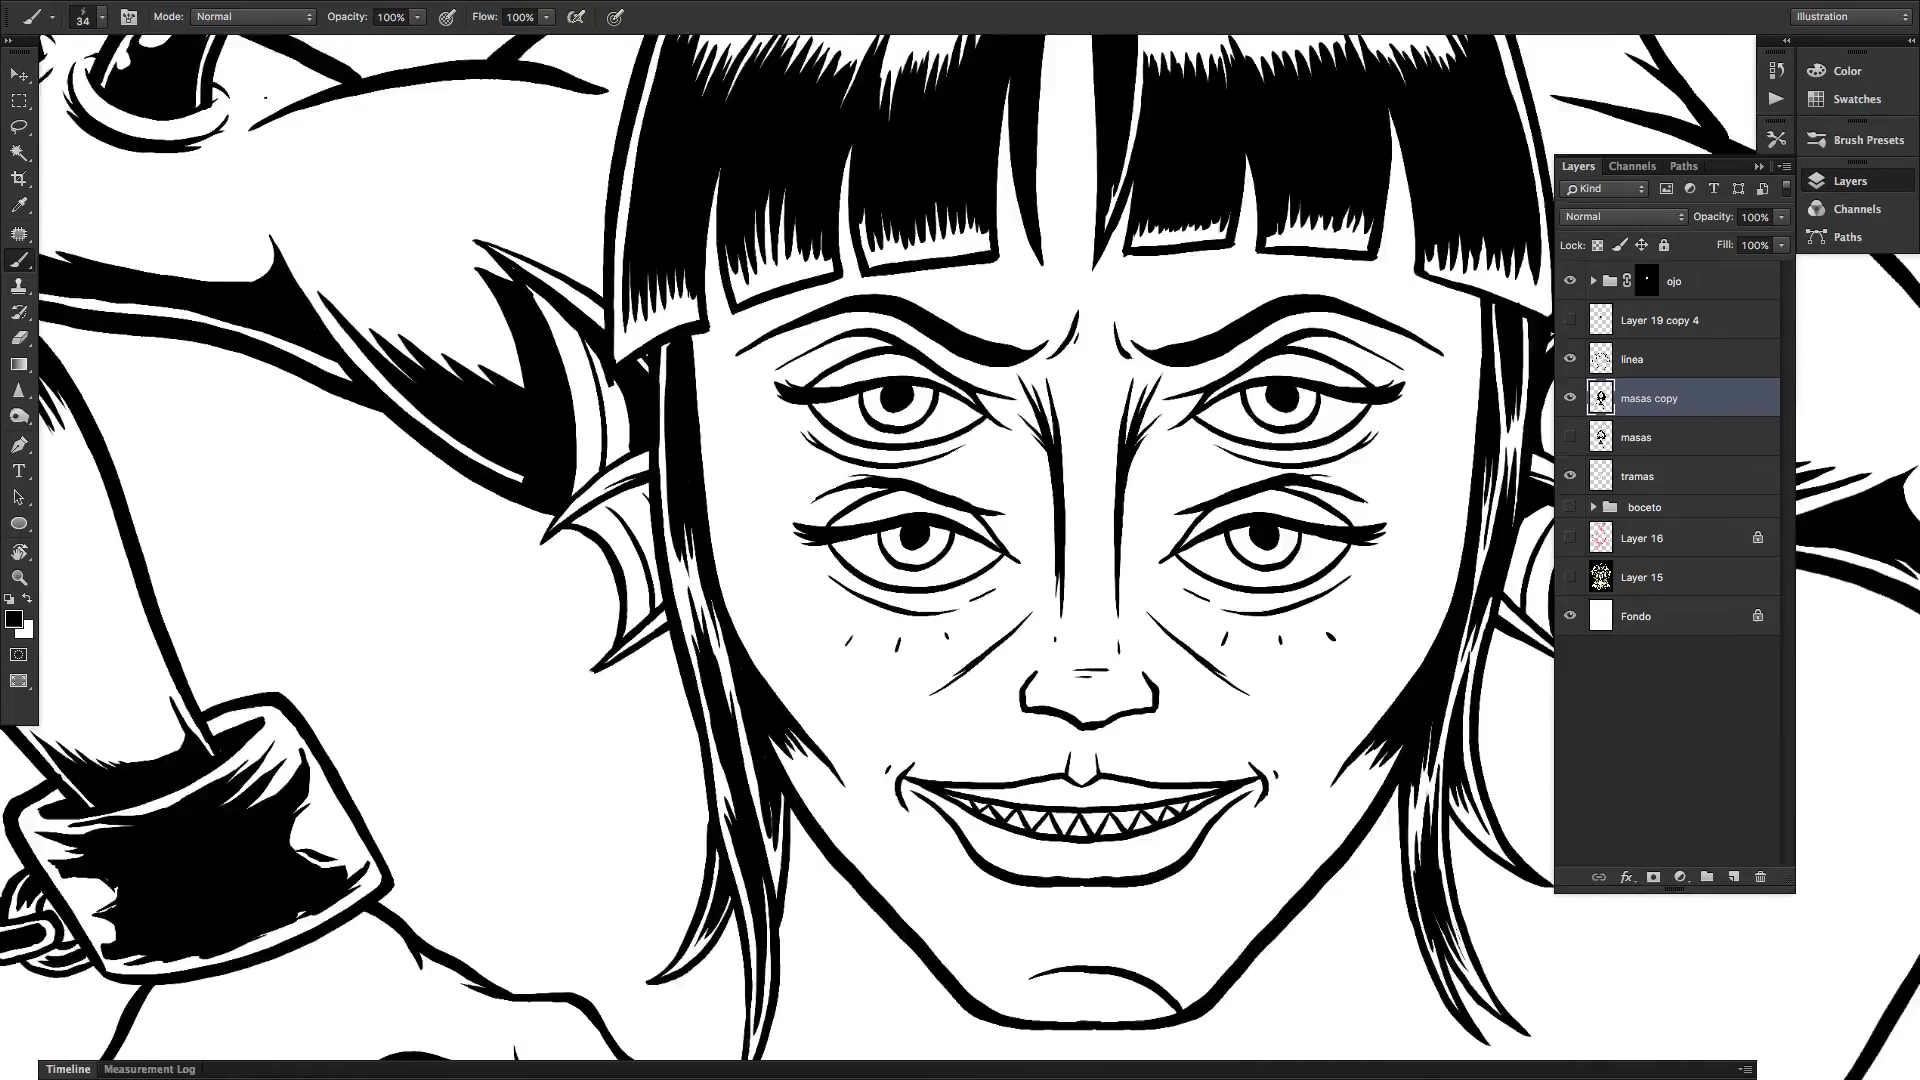 34 Mode: Normal Opacity: 100% Flow: 100% Illustration
Color
Swatches
Brush Presets
Layers
Channels
Paths
Layers Channels Paths
Kind
Normal Opacity: 100%
Lock: Fill: 100%
ojo
Layer 19 copy 4
linea
masas copy
masas
tramas
boceto
Layer 16
Layer 15
Fondo
fx
Timeline Measurement Log